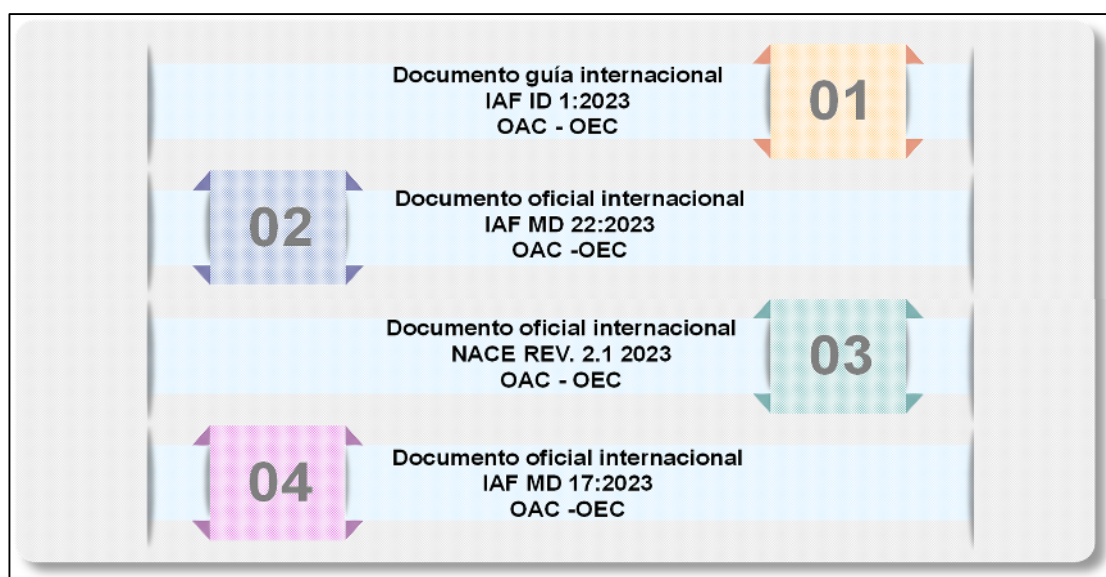 Documento guía internacional
IAF ID 1:2023
OAC - OEC
01
02
Documento oficial internacional
IAF MD 22:2023
OAC -OEC
Documento oficial internacional
NACE REV. 2.1 2023
OAC - OEC
03
04
Documento oficial internacional
IAF MD 17:2023
OAC -OEC